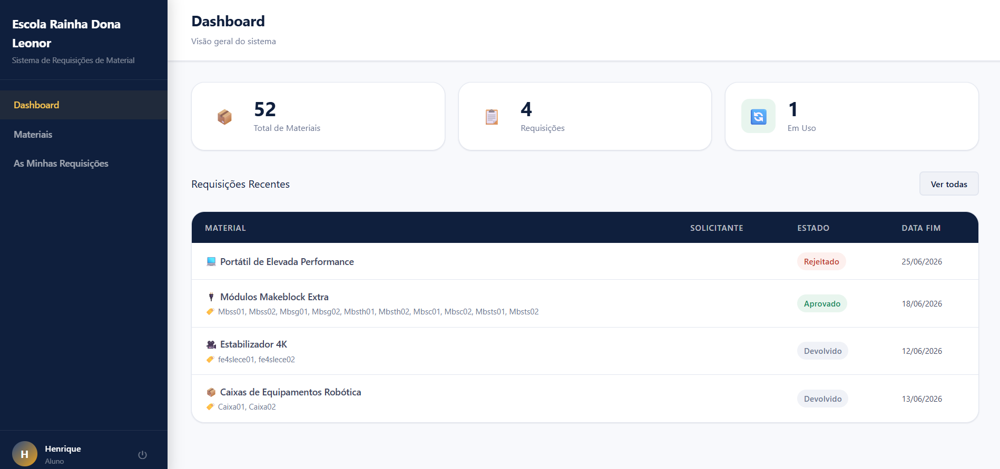 Escola Rainha Dona
Leonor
Sistema de Requisições de Material
Dashboard
Materiais
As Minhas Requisições
Henrique
H
Aluno
Dashboard
Visão geral do sistema
52
Total de Materiais
4
Requisições
1
Em Uso
Requisições Recentes
Ver todas
MATERIAL SOLICITANTE ESTADO DATA FIM
Portátil de Elevada Performance Rejeitado 25/06/2026
Módulos Makeblock Extra
Mbss01, Mbss02, Mbsg01, Mbsg02, Mbsth01, Mbsth02, Mbsc01, Mbsc02, Mbsts01, Mbsts02 Aprovado 18/06/2026
Estabilizador 4K
fe4slece01, fe4slece02 Devolvido 12/06/2026
Caixas de Equipamentos Robótica
Caixa01, Caixa02 Devolvido 13/06/2026